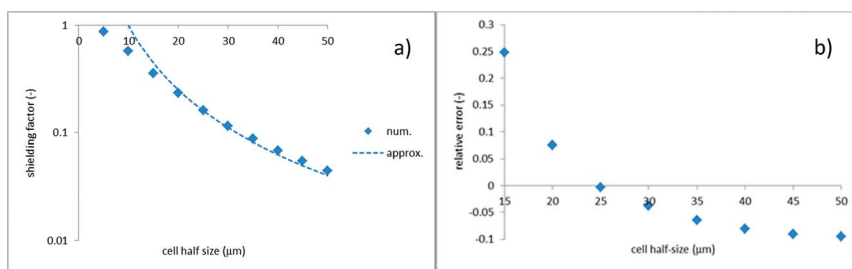 a)
1
0 10 20 30 40 50
shielding factor (-)
0.1
num.
approx.
0.01
cell half size (µm)
b)
0.3
0.25
0.2
0.15
0.1
0.05
0
-0.05
-0.1
relative error (-)
15 20 25 30 35 40 45 50
cell half-size (µm)